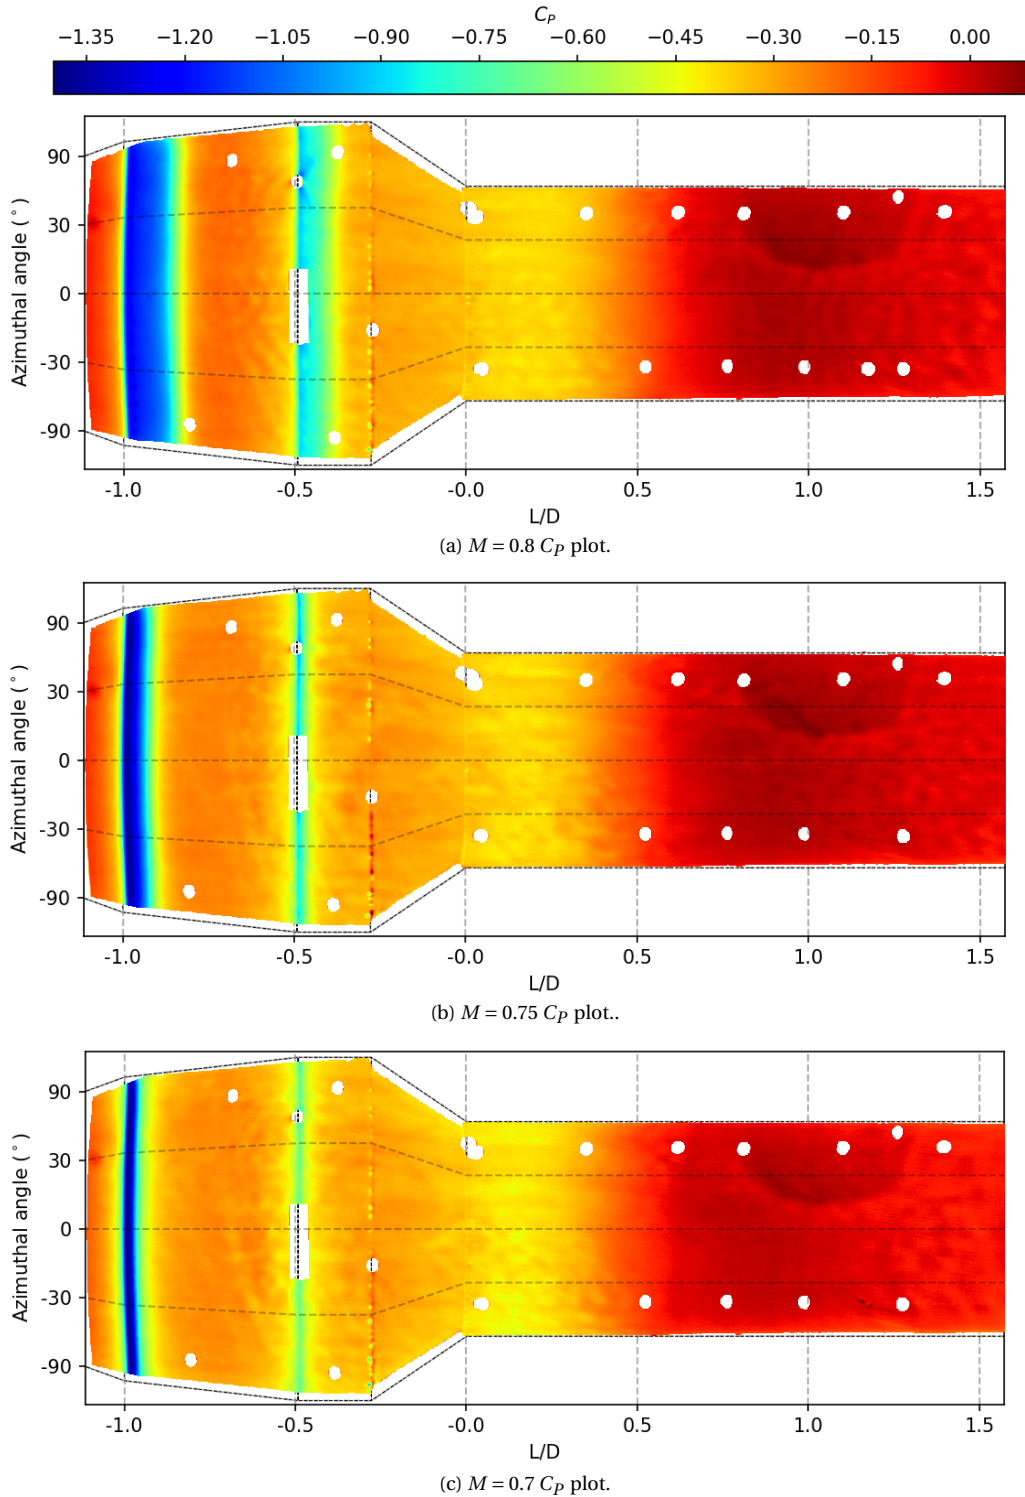 C_P
−1.35 −1.20 −1.05 −0.90 −0.75 −0.60 −0.45 −0.30 −0.15 0.00
90
30
0
-30
-90
Azimuthal angle (°)
-1.0 -0.5 -0.0 0.5 1.0 1.5
L/D
(a) M = 0.8 C_P plot.
90
30
0
-30
-90
Azimuthal angle (°)
-1.0 -0.5 -0.0 0.5 1.0 1.5
L/D
(b) M = 0.75 C_P plot..
90
30
0
-30
-90
Azimuthal angle (°)
-1.0 -0.5 -0.0 0.5 1.0 1.5
L/D
(c) M = 0.7 C_P plot.